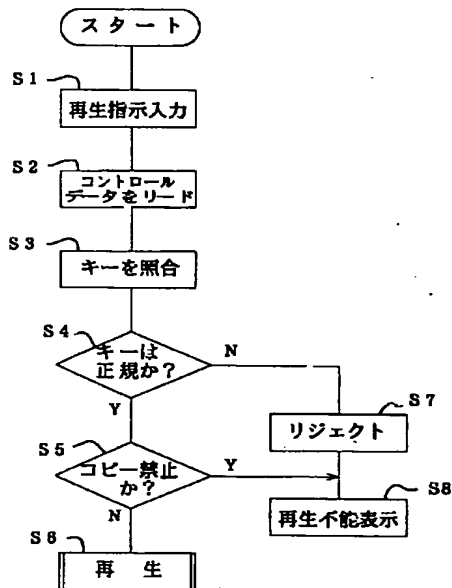 スタート
S1
再生指示入力
S2
コントロール
データをリード
S3
キーを照合
S4
キーは
正規か?
N
Y
S7
リジェクト
S5
コピー禁止
か?
Y
N
S8
再生不能表示
S6
再生